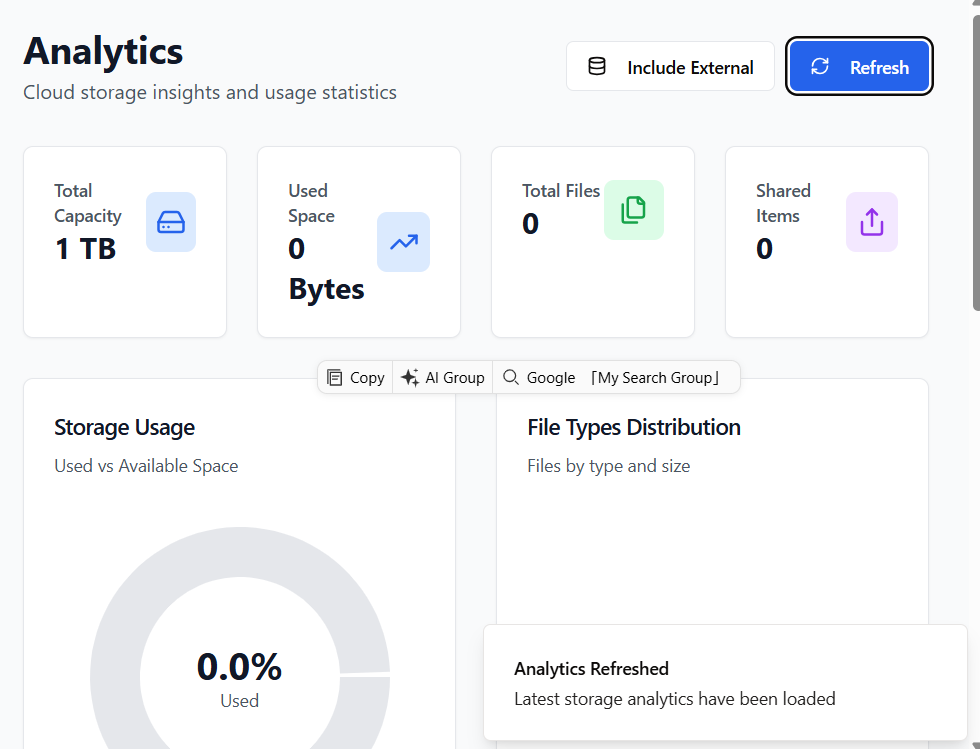 Analytics
Cloud storage insights and usage statistics
Include External
Refresh
Total
Capacity
1 TB
Used
Space
0
Bytes
Total Files
0
Shared
Items
0
Copy
AI Group
Google
「My Search Group」
Storage Usage
Used vs Available Space
File Types Distribution
Files by type and size
0.0%
Used
Analytics Refreshed
Latest storage analytics have been loaded